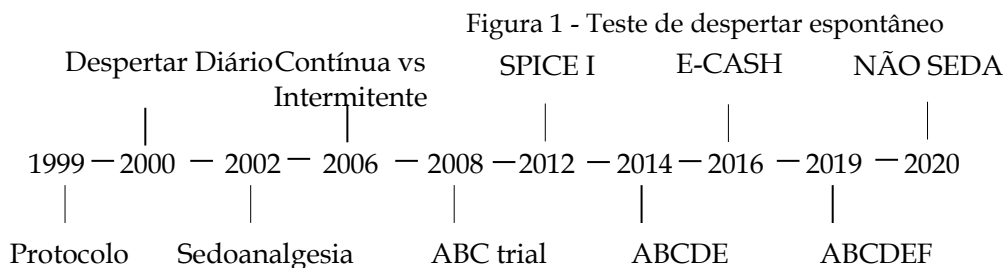 Figura 1 - Teste de despertar espontâneo
Despertar Diário
Contínua vs
Intermitente
SPICE I
E-CASH
NÃO SEDA
1999 — 2000 — 2002 — 2006 — 2008 — 2012 — 2014 — 2016 — 2019 — 2020
Protocolo
Sedoanalgesia
ABC trial
ABCDE
ABCDEF